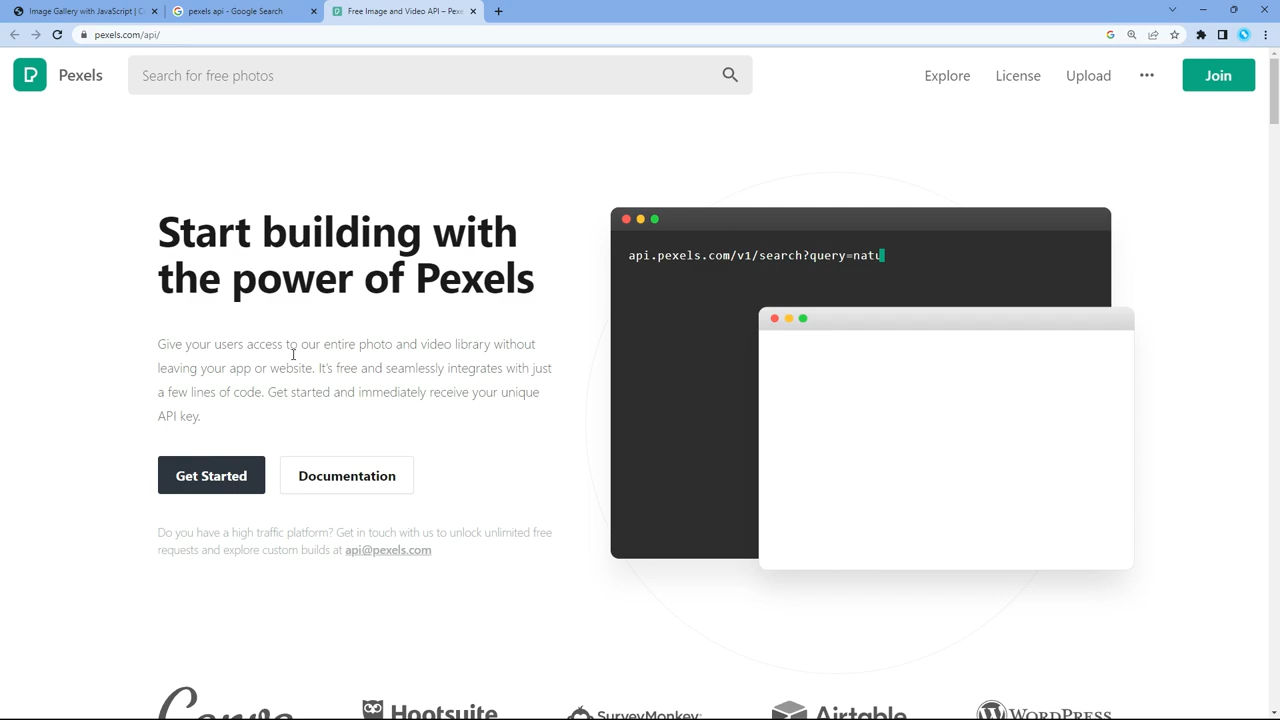 Image Gallery with JavaScript | C
pexels api - Google Search
Free Image and Video API – Pexe
pexels.com/api/
Pexels
Search for free photos
Explore
License
Upload
Join
Start building with
the power of Pexels
Give your users access to our entire photo and video library without
leaving your app or website. It's free and seamlessly integrates with just
a few lines of code. Get started and immediately receive your unique
API key.
Get Started
Documentation
Do you have a high traffic platform? Get in touch with us to unlock unlimited free
requests and explore custom builds at api@pexels.com
api.pexels.com/v1/search?query=natu
Canva
Hootsuite
SurveyMonkey
Airtable
WORDPRESS